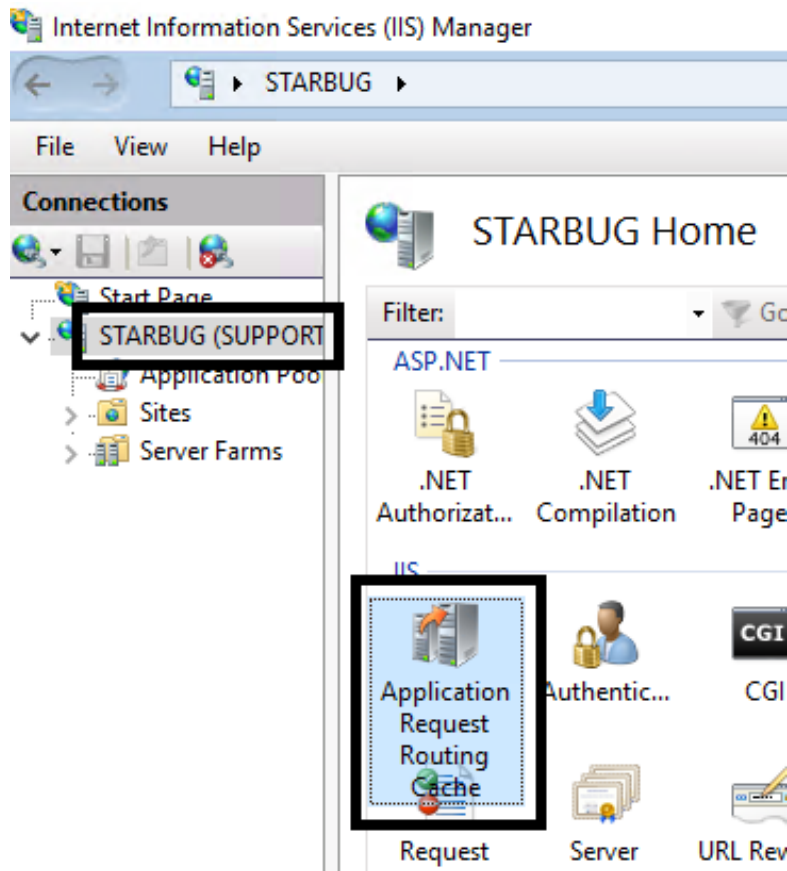 Internet Information Services (IIS) Manager
STARBUG
File View Help
Connections
Start Page
STARBUG (SUPPORT
Application Poo
Sites
Server Farms
STARBUG Home
Filter:
Go
ASP.NET
.NET Authorizat...
.NET Compilation
404
.NET Er
Page
IIS
Application Request Routing Cache
Authentic...
CGI
CGI
Request
Server
URL Rew